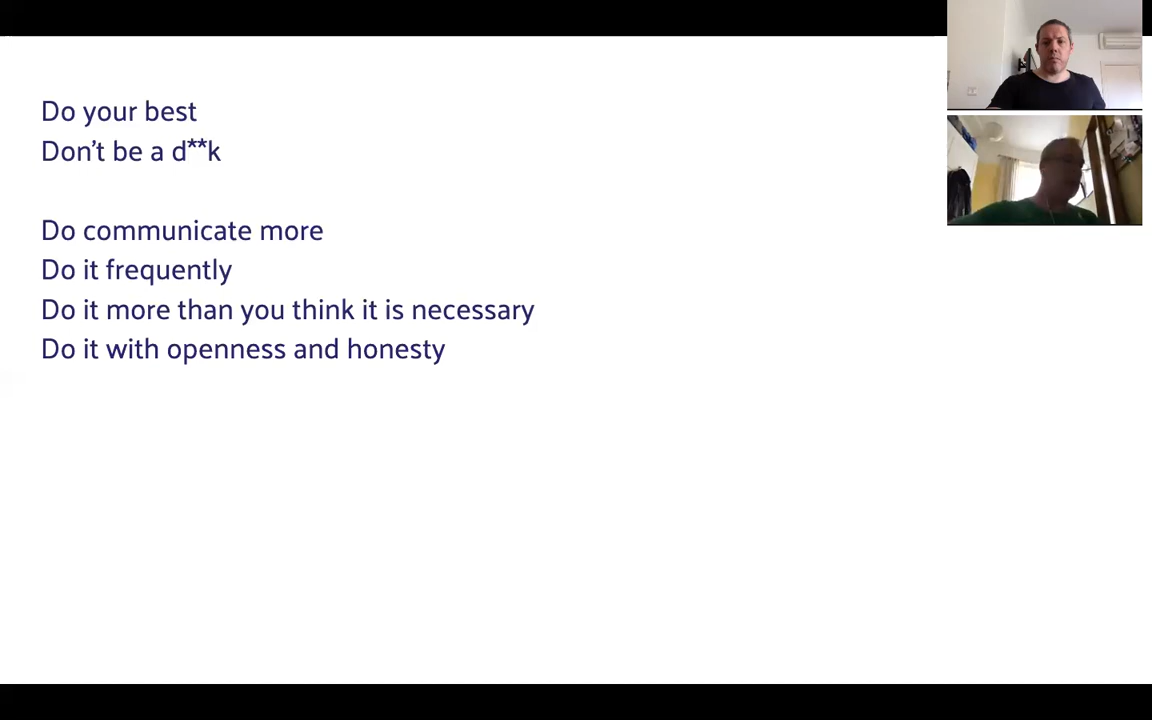 Do your best
Don't be a d**k
Do communicate more
Do it frequently
Do it more than you think it is necessary
Do it with openness and honesty